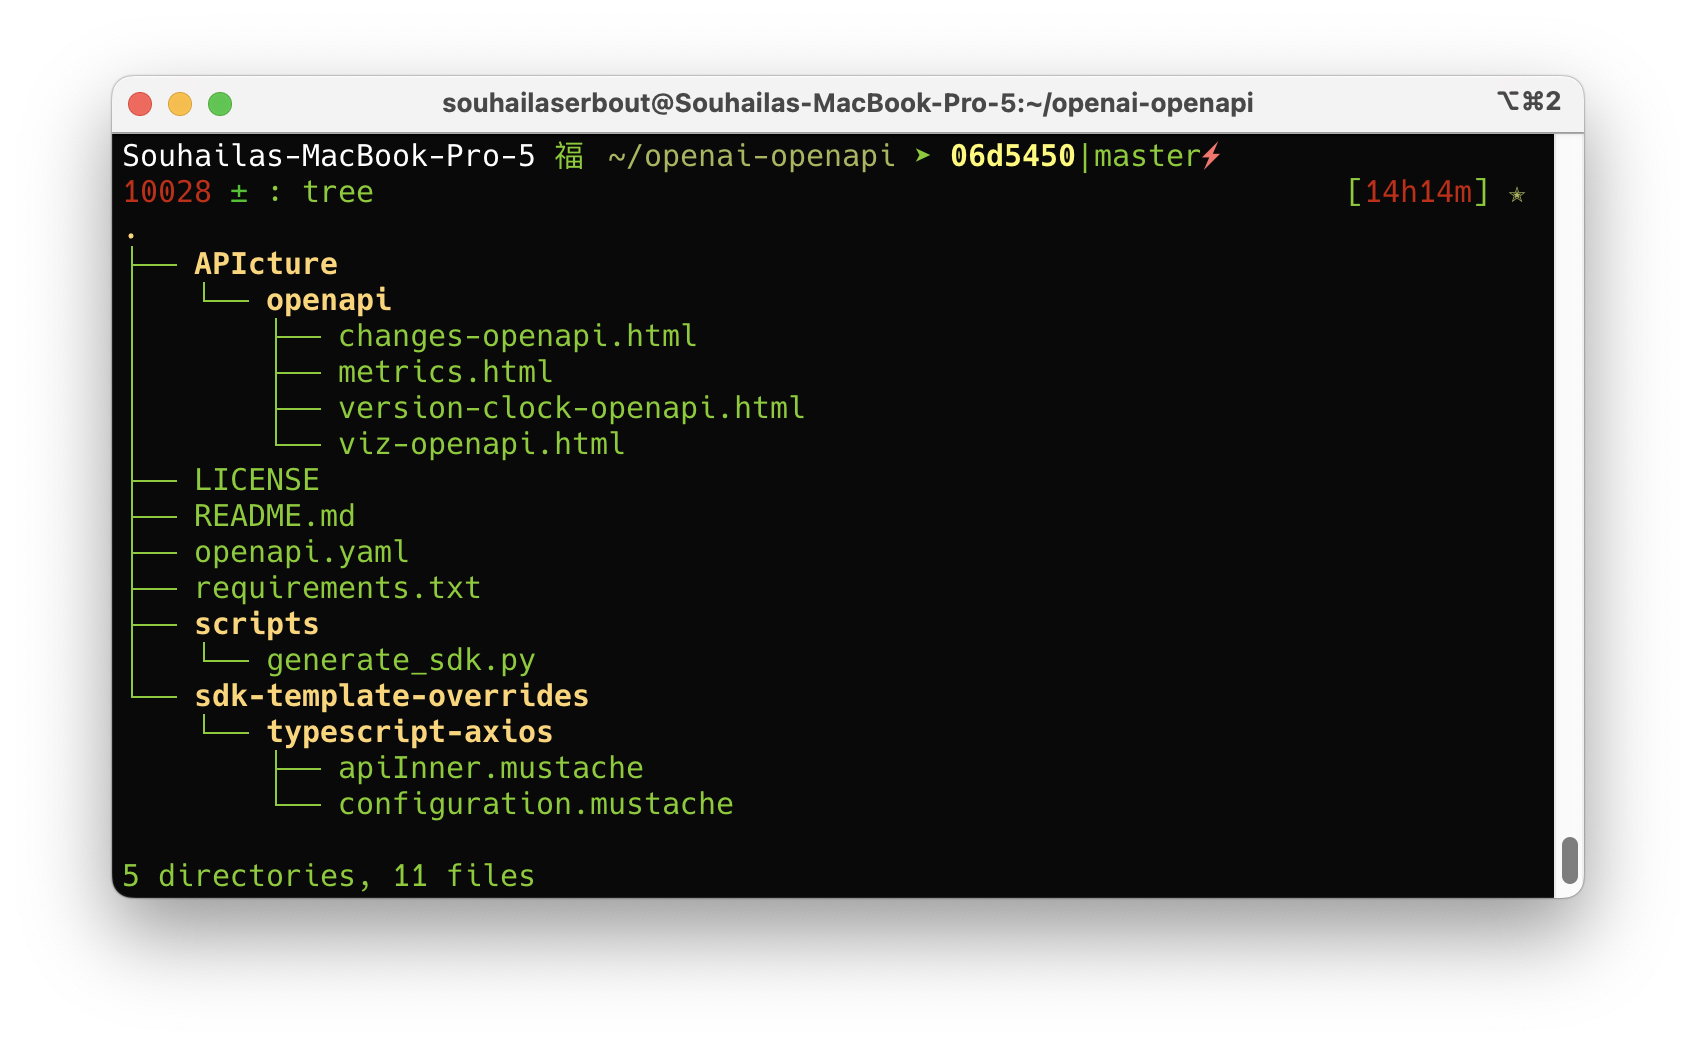 souhailaserbout@Souhailas-MacBook-Pro-5:~/openai-openapi ⌥⌘2
Souhailas-MacBook-Pro-5 福 ~/openai-openapi ➤ 06d5450|master⚡
10028 ± : tree [14h14m] ✭
.
├── APIcture
│   └── openapi
│       ├── changes-openapi.html
│       ├── metrics.html
│       ├── version-clock-openapi.html
│       └── viz-openapi.html
├── LICENSE
├── README.md
├── openapi.yaml
├── requirements.txt
├── scripts
│   └── generate_sdk.py
└── sdk-template-overrides
    └── typescript-axios
        ├── apiInner.mustache
        └── configuration.mustache
5 directories, 11 files